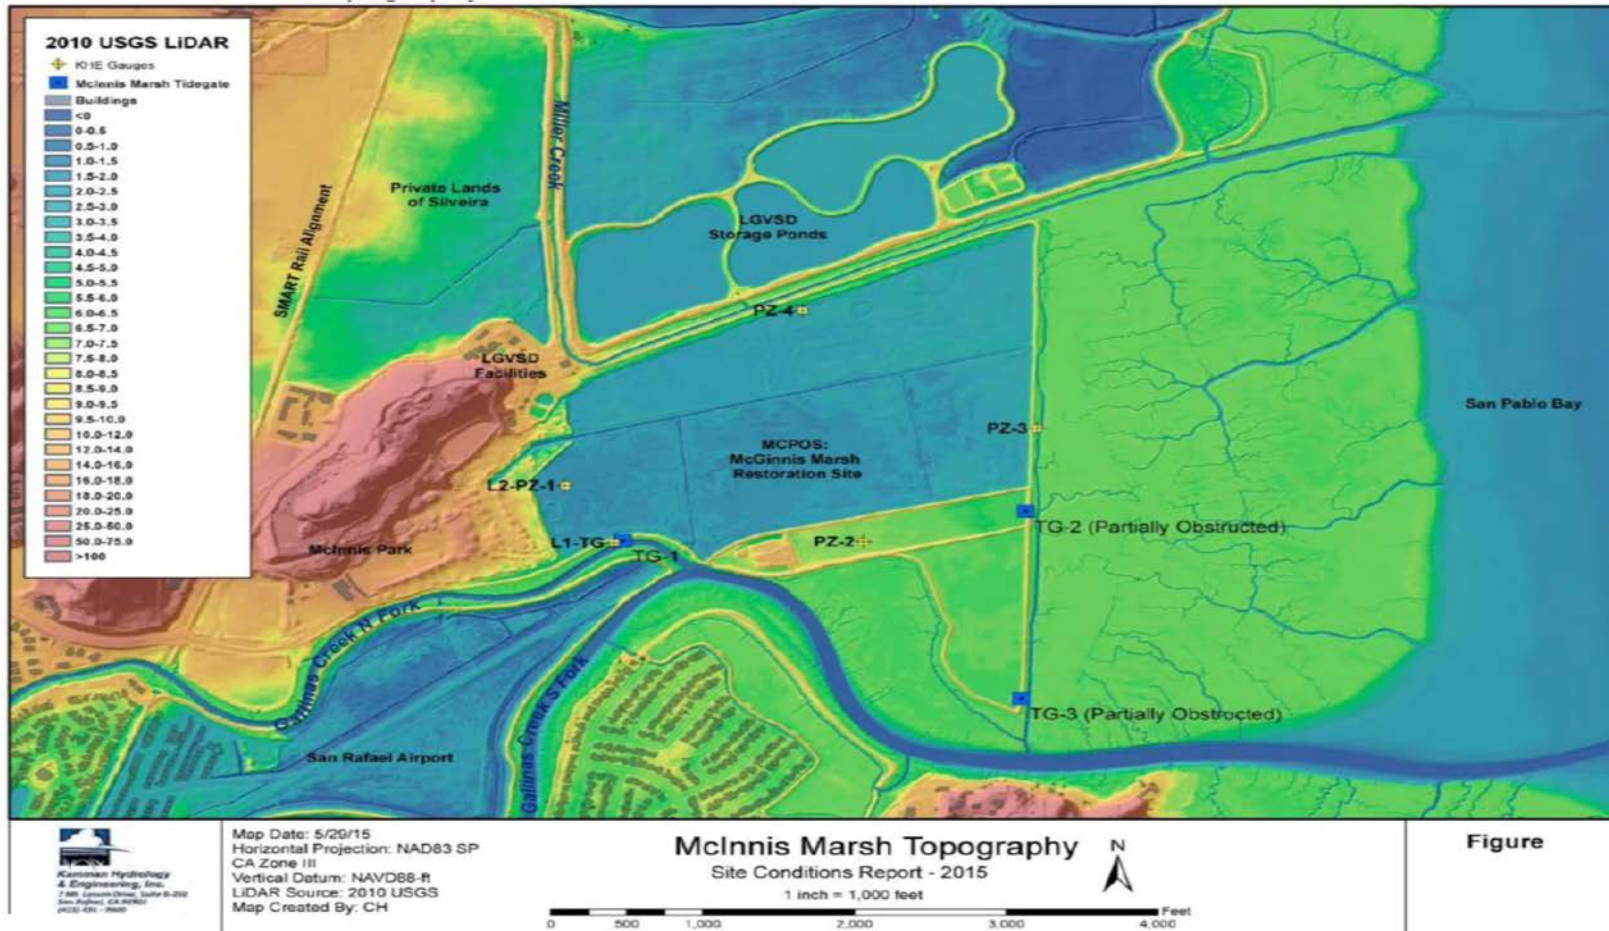 2010 USGS LiDAR
KHE Gauges
McInnis Marsh Tidegate
Buildings
<0
0-0.5
0.5-1.0
1.0-1.5
1.5-2.0
2.0-2.5
2.5-3.0
3.0-3.5
3.5-4.0
4.0-4.5
4.5-5.0
5.0-5.5
5.5-6.0
6.0-6.5
6.5-7.0
7.0-7.5
7.5-8.0
8.0-8.5
8.5-9.0
9.0-9.5
9.5-10.0
10.0-12.0
12.0-14.0
14.0-16.0
16.0-18.0
18.0-20.0
20.0-25.0
25.0-50.0
50.0-75.0
>100
SMART Rail Alignment
Private Lands
of Silveira
Miller Creek
LGVSD
Storage Ponds
PZ-4
LGVSD
Facilities
San Pablo Bay
PZ-3
MCPOS:
McGinnis Marsh
Restoration Site
L2-PZ-1
TG-2 (Partially Obstructed)
McInnis Park
L1-TG
TG-1
PZ-2
Gallinas Creek N Fork
Gallinas Creek S Fork
TG-3 (Partially Obstructed)
San Rafael Airport
Kamman Hydrology
& Engineering, Inc.
Map Date: 5/29/15
Horizontal Projection: NAD83 SP
CA Zone III
Vertical Datum: NAVD88-ft
LiDAR Source: 2010 USGS
Map Created By: CH
McInnis Marsh Topography
Site Conditions Report - 2015
1 inch = 1,000 feet
N
Feet
0 500 1,000 2,000 3,000 4,000
Figure